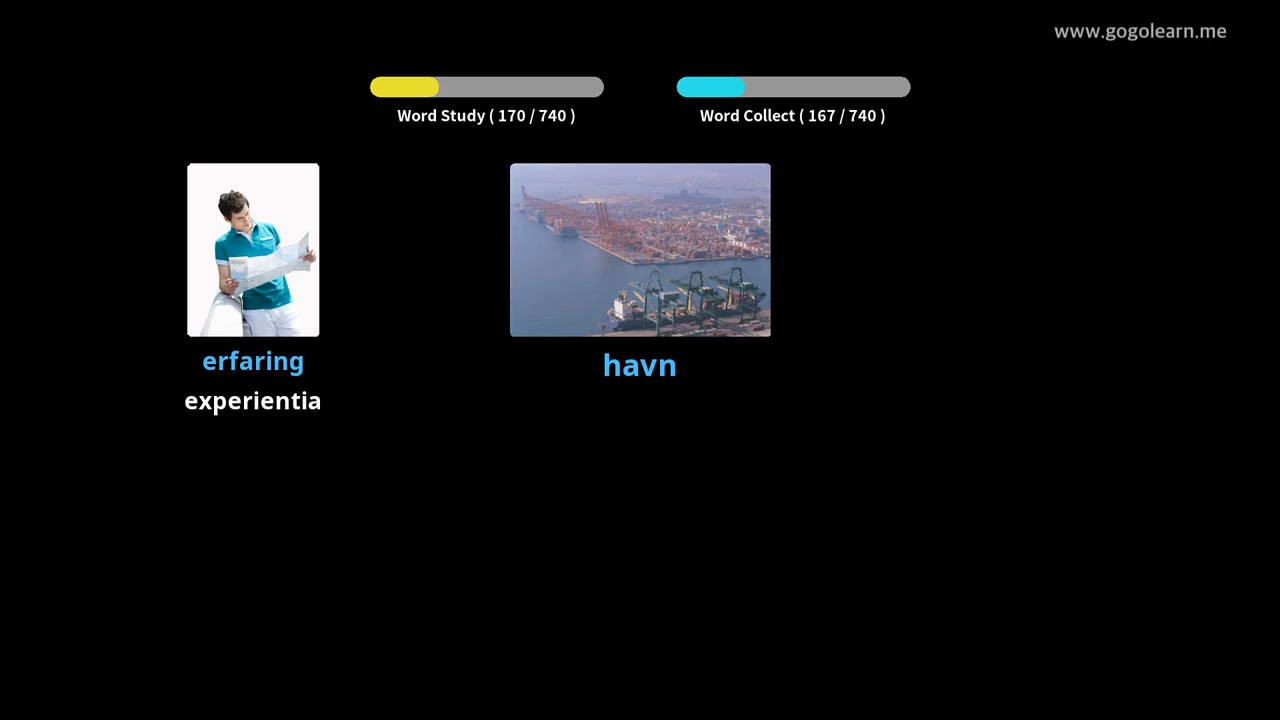 www.gogolearn.me
Word Study ( 170 / 740 )
Word Collect ( 167 / 740 )
erfaring
experientia
havn